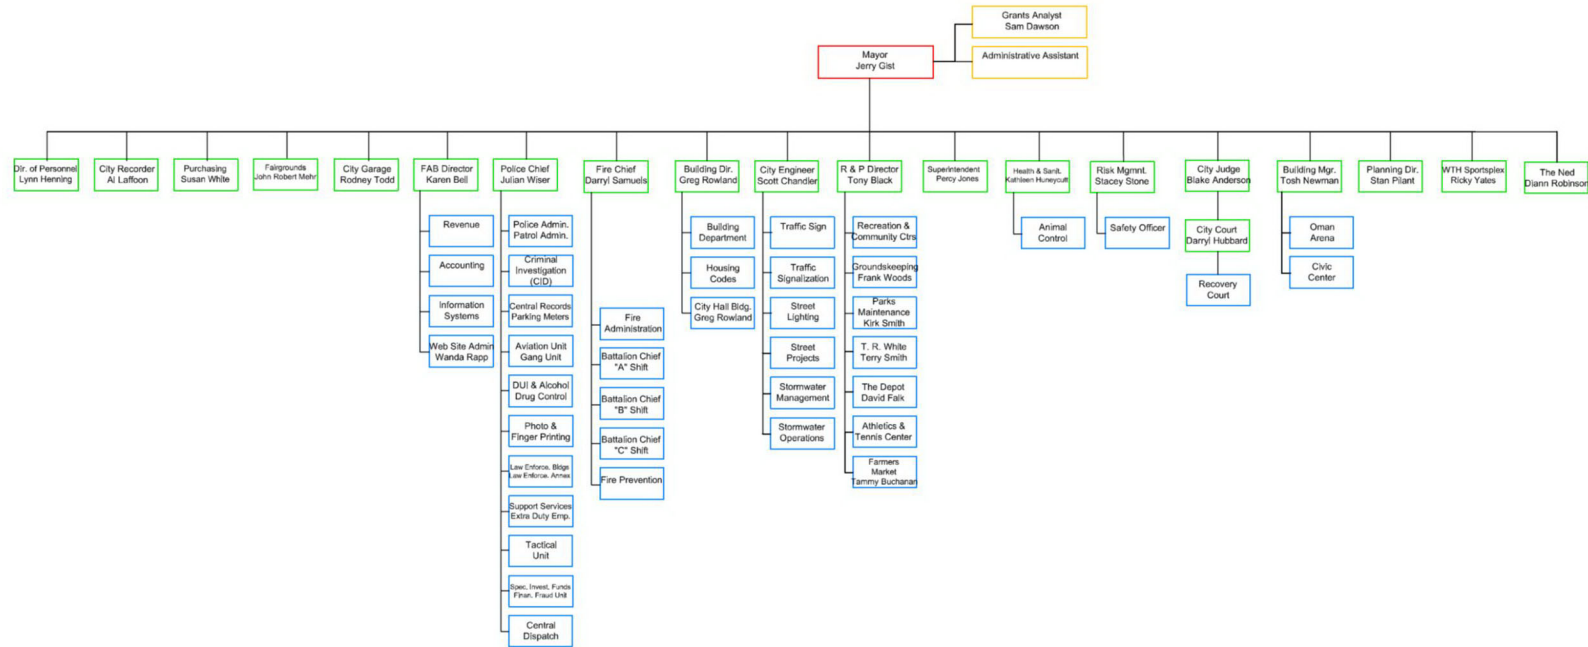 Grants Analyst
Sam Dawson
Mayor
Jerry Gist
Administrative Assistant
Dir. of Personnel
Lynn Henning
City Recorder
Al Laffoon
Purchasing
Susan White
Fairgrounds
John Robert Mehr
City Garage
Rodney Todd
FAB Director
Karen Bell
Police Chief
Julian Wiser
Fire Chief
Darryl Samuels
Building Dir.
Greg Rowland
City Engineer
Scott Chandler
R & P Director
Tony Black
Superintendent
Percy Jones
Health & Sanit.
Kathleen Huneycutt
Risk Mgmnt.
Stacey Stone
City Judge
Blake Anderson
Building Mgr.
Tosh Newman
Planning Dir.
Stan Pilant
WTH Sportsplex
Ricky Yates
The Ned
Diann Robinson
Revenue
Accounting
Information
Systems
Web Site Admin
Wanda Rapp
Police Admin.
Patrol Admin.
Criminal
Investigation
(CID)
Central Records
Parking Meters
Aviation Unit
Gang Unit
DUI & Alcohol
Drug Control
Photo &
Finger Printing
Law Enforce. Bldgs
Law Enforce. Annex
Support Services
Extra Duty Emp.
Tactical
Unit
Spec. Invest. Funds
Finan. Fraud Unit
Central
Dispatch
Fire
Administration
Battalion Chief
"A" Shift
Battalion Chief
"B" Shift
Battalion Chief
"C" Shift
Fire Prevention
Building
Department
Housing
Codes
City Hall Bldg.
Greg Rowland
Traffic Sign
Traffic
Signalization
Street
Lighting
Street
Projects
Stormwater
Management
Stormwater
Operations
Recreation &
Community Ctrs
Groundskeeping
Frank Woods
Parks
Maintenance
Kirk Smith
T. R. White
Terry Smith
The Depot
David Falk
Athletics &
Tennis Center
Farmers
Market
Tammy Buchanan
Animal
Control
Safety Officer
City Court
Darryl Hubbard
Recovery
Court
Oman
Arena
Civic
Center